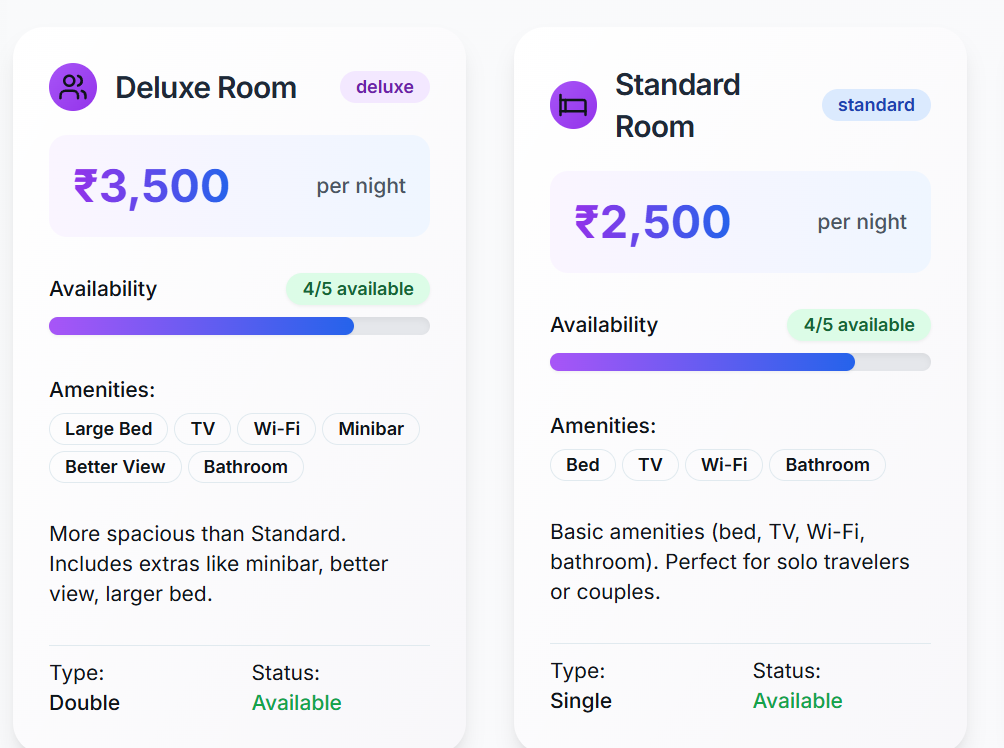 Deluxe Room
deluxe
₹3,500
per night
Availability
4/5 available
Amenities:
Large Bed
TV
Wi-Fi
Minibar
Better View
Bathroom
More spacious than Standard.
Includes extras like minibar, better
view, larger bed.
Type:
Double
Status:
Available
Standard
Room
standard
₹2,500
per night
Availability
4/5 available
Amenities:
Bed
TV
Wi-Fi
Bathroom
Basic amenities (bed, TV, Wi-Fi,
bathroom). Perfect for solo travelers
or couples.
Type:
Single
Status:
Available